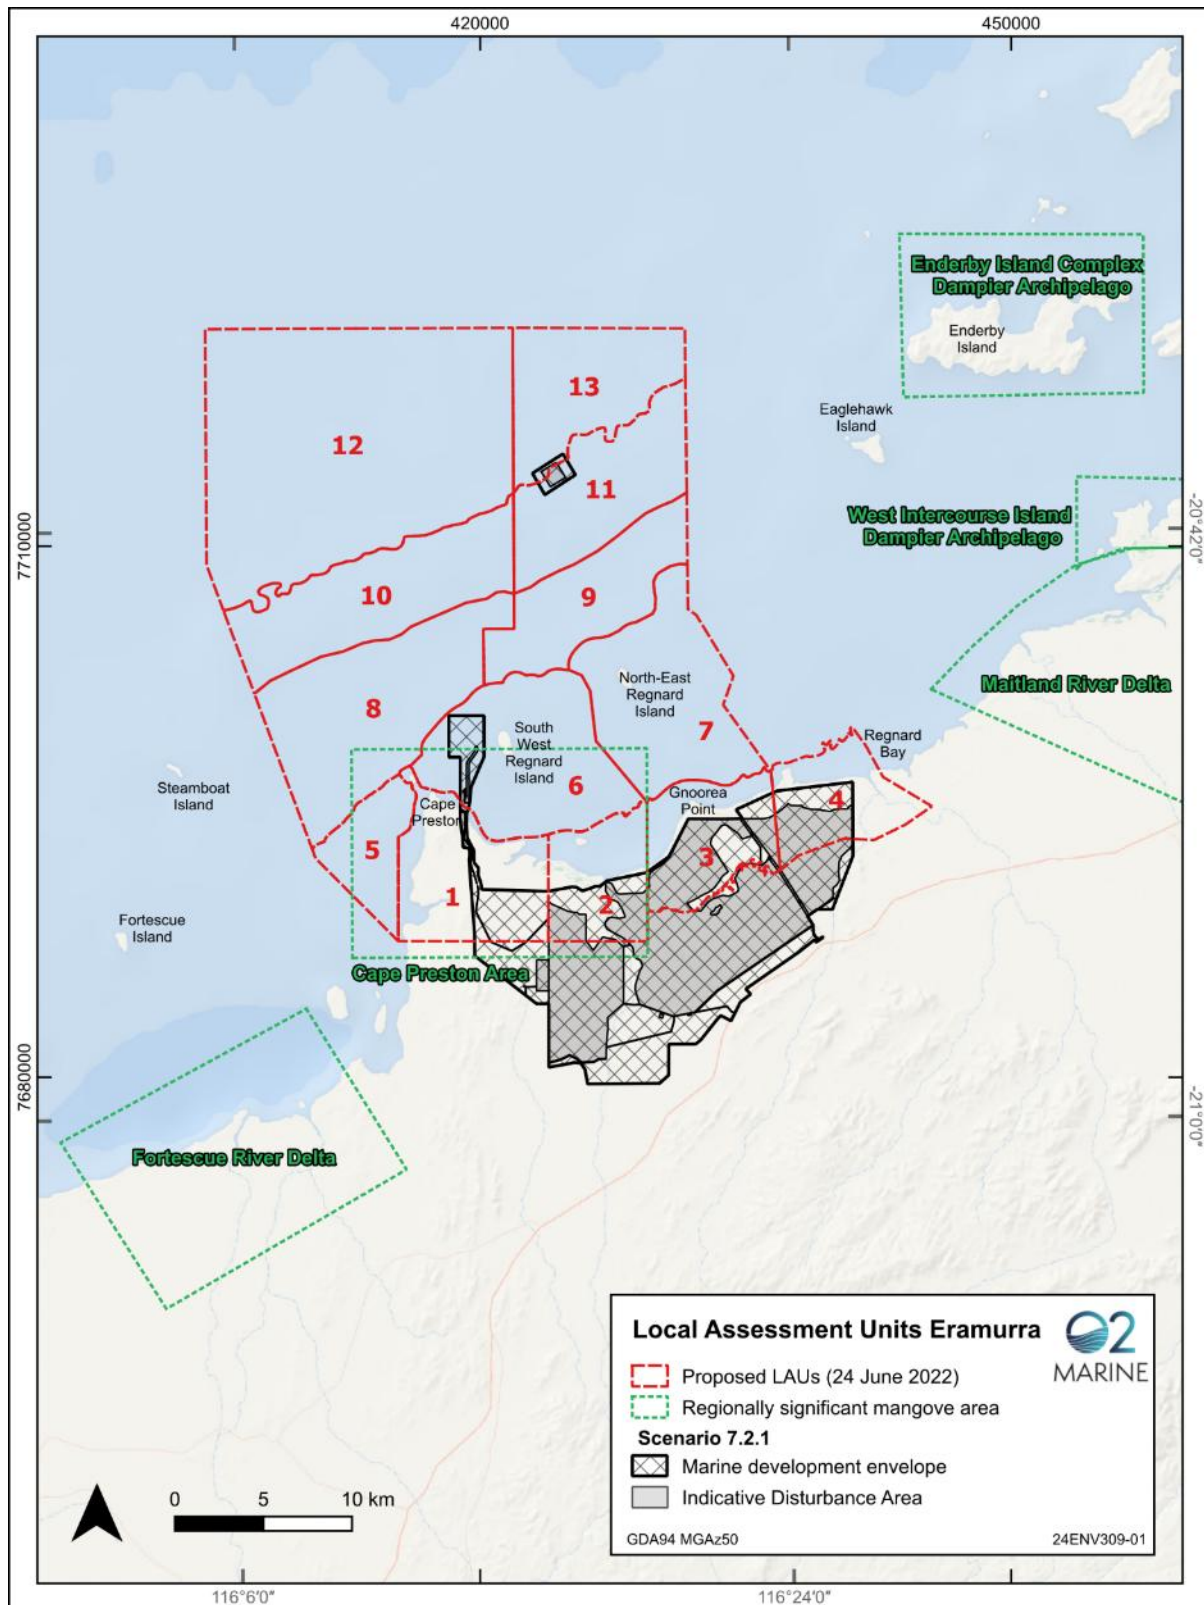 420000
450000
Enderby Island Complex
Dampier Archipelago
Enderby
Island
13
Eaglehawk
Island
12
11
West Intercourse Island
Dampier Archipelago
-20°42'0"
7710000
10
9
North-East
Regnard
Island
Maitland River Delta
8
7
South
West
Regnard
Island
Regnard
Bay
Steamboat
Island
6
Cape
Preston
Gnoorea
Point
4
5
3
1
2
Fortescue
Island
Cape Preston Area
7680000
-21°0'0"
Fortescue River Delta
Local Assessment Units Eramurra
O2
MARINE
Proposed LAUs (24 June 2022)
Regionally significant mangove area
Scenario 7.2.1
Marine development envelope
Indicative Disturbance Area
GDA94 MGAz50
24ENV309-01
0 5 10 km
116°6'0"
116°24'0"